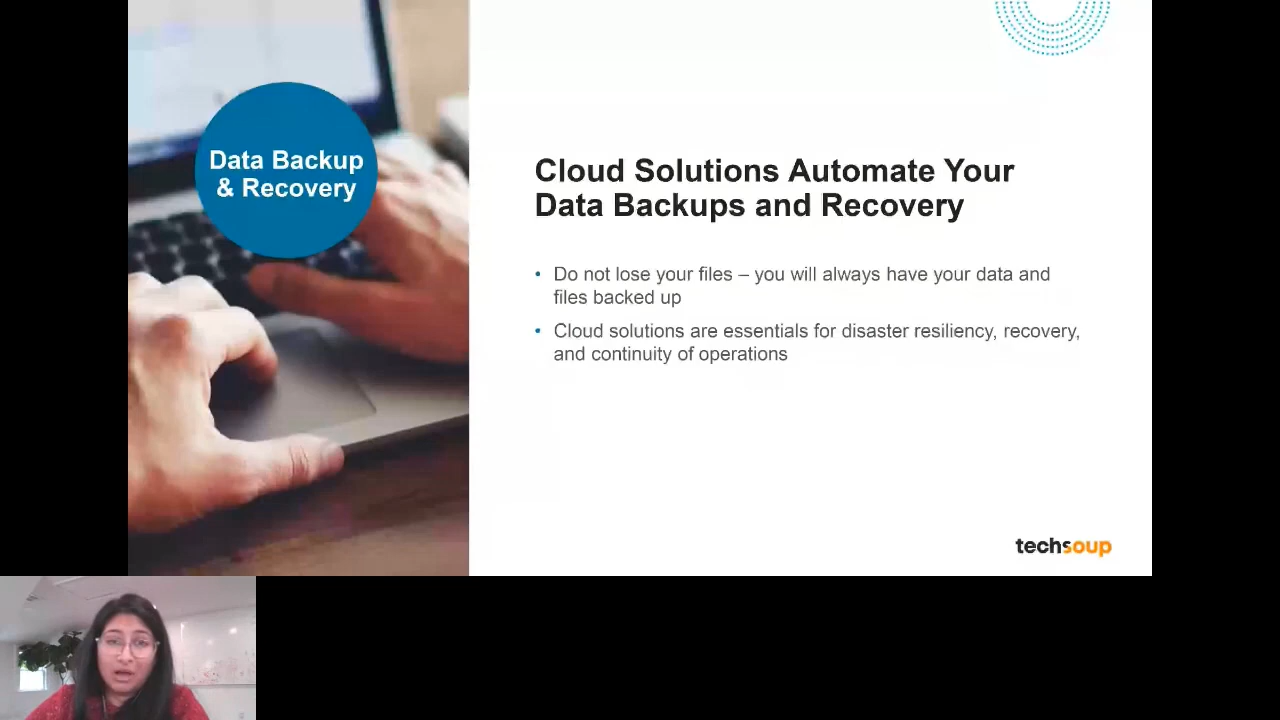 Data Backup
& Recovery
Cloud Solutions Automate Your
Data Backups and Recovery
• Do not lose your files – you will always have your data and
files backed up
• Cloud solutions are essentials for disaster resiliency, recovery,
and continuity of operations
techsoup